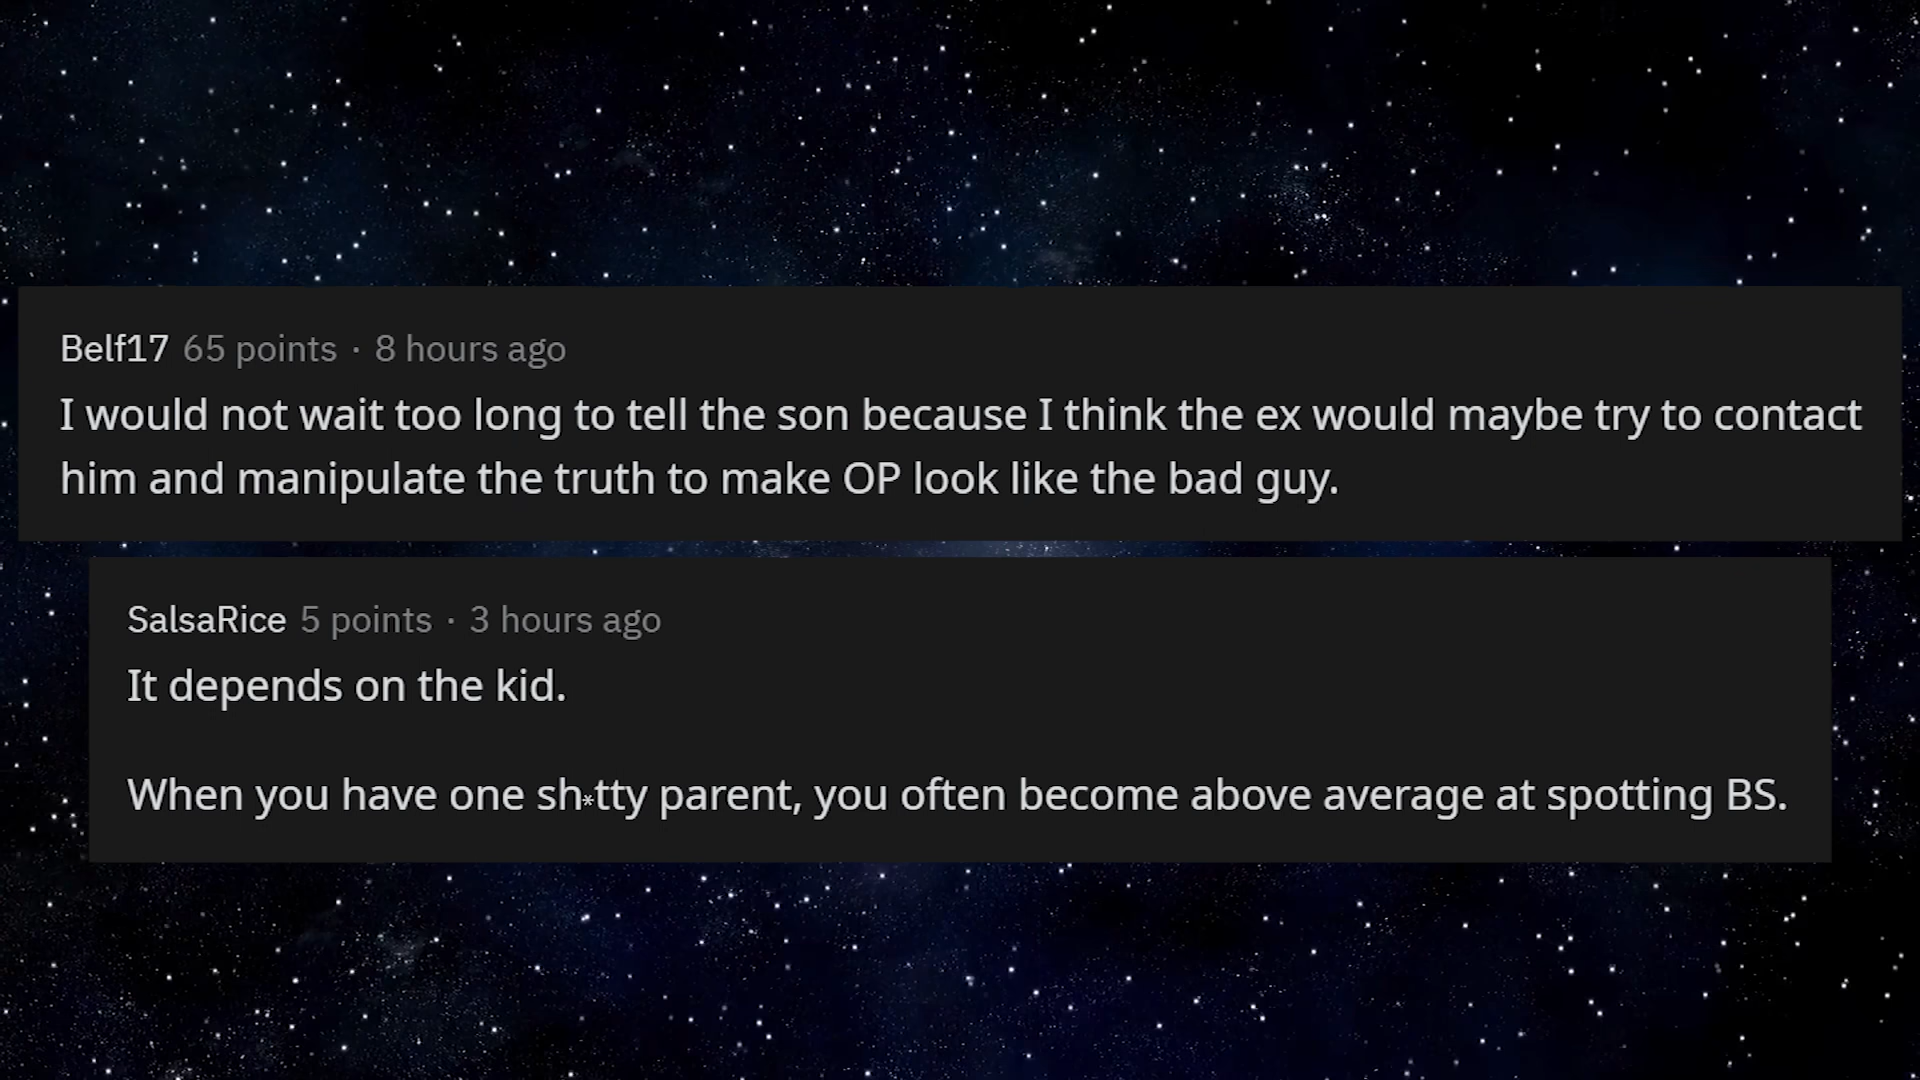 Belf17 65 points · 8 hours ago
I would not wait too long to tell the son because I think the ex would maybe try to contact
him and manipulate the truth to make OP look like the bad guy.
SalsaRice 5 points · 3 hours ago
It depends on the kid.
When you have one sh*tty parent, you often become above average at spotting BS.